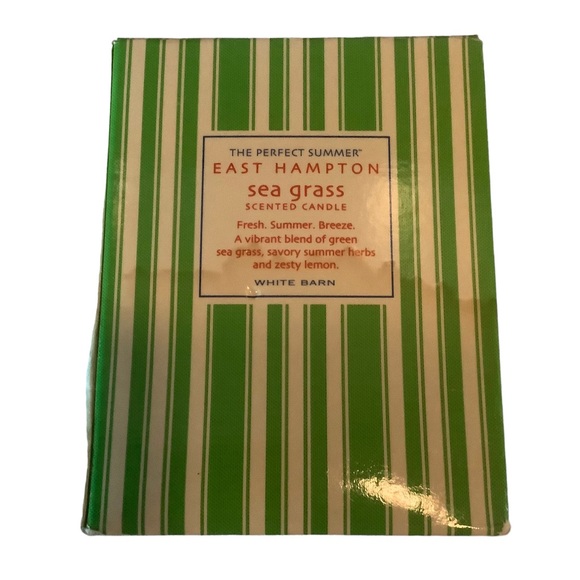 THE PERFECT SUMMER™
EAST HAMPTON
sea grass
SCENTED CANDLE
Fresh. Summer. Breeze.
A vibrant blend of green
sea grass, savory summer herbs
and zesty lemon.
WHITE BARN